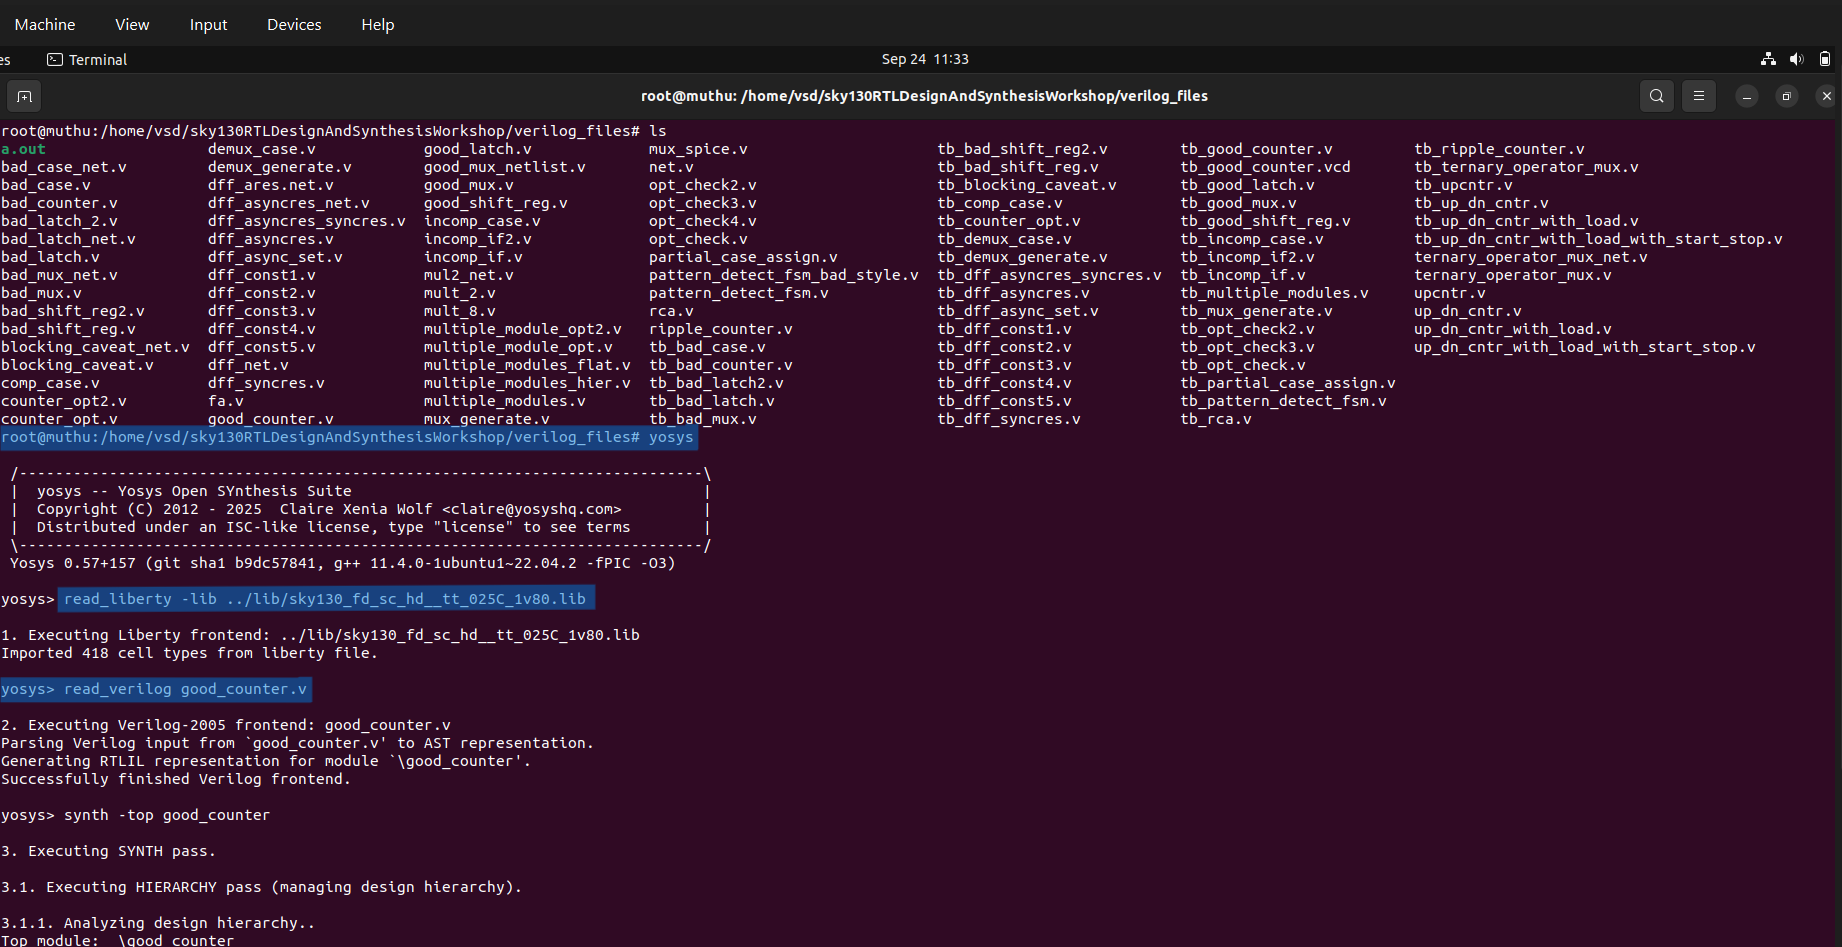 Machine View Input Devices Help
es Terminal Sep 24 11:33
root@muthu: /home/vsd/sky130RTLDesignAndSynthesisWorkshop/verilog_files
root@muthu:/home/vsd/sky130RTLDesignAndSynthesisWorkshop/verilog_files# ls
a.out demux_case.v good_latch.v mux_spice.v tb_bad_shift_reg2.v tb_good_counter.v tb_ripple_counter.v
bad_case_net.v demux_generate.v good_mux_netlist.v net.v tb_bad_shift_reg.v tb_good_counter.vcd tb_ternary_operator_mux.v
bad_case.v dff_ares.net.v good_mux.v opt_check2.v tb_blocking_caveat.v tb_good_latch.v tb_upcntr.v
bad_counter.v dff_asyncres_net.v good_shift_reg.v opt_check3.v tb_comp_case.v tb_good_mux.v tb_up_dn_cntr.v
bad_latch_2.v dff_asyncres_syncres.v incomp_case.v opt_check4.v tb_counter_opt.v tb_good_shift_reg.v tb_up_dn_cntr_with_load.v
bad_latch_net.v dff_asyncres.v incomp_if2.v opt_check.v tb_demux_case.v tb_incomp_case.v tb_up_dn_cntr_with_load_with_start_stop.v
bad_latch.v dff_async_set.v incomp_if.v partial_case_assign.v tb_demux_generate.v tb_incomp_if2.v ternary_operator_mux_net.v
bad_mux_net.v dff_const1.v mul2_net.v pattern_detect_fsm_bad_style.v tb_dff_asyncres_syncres.v tb_incomp_if.v ternary_operator_mux.v
bad_mux.v dff_const2.v mult_2.v pattern_detect_fsm.v tb_dff_asyncres.v tb_multiple_modules.v upcntr.v
bad_shift_reg2.v dff_const3.v mult_8.v rca.v tb_dff_async_set.v tb_mux_generate.v up_dn_cntr.v
bad_shift_reg.v dff_const4.v multiple_module_opt2.v ripple_counter.v tb_dff_const1.v tb_opt_check2.v up_dn_cntr_with_load.v
blocking_caveat_net.v dff_const5.v multiple_module_opt.v tb_bad_case.v tb_dff_const2.v tb_opt_check3.v up_dn_cntr_with_load_with_start_stop.v
blocking_caveat.v dff_net.v multiple_modules_flat.v tb_bad_counter.v tb_dff_const3.v tb_opt_check.v
comp_case.v dff_syncres.v multiple_modules_hier.v tb_bad_latch2.v tb_dff_const4.v tb_partial_case_assign.v
counter_opt2.v fa.v multiple_modules.v tb_bad_latch.v tb_dff_const5.v tb_pattern_detect_fsm.v
counter_opt.v good_counter.v mux_generate.v tb_bad_mux.v tb_dff_syncres.v tb_rca.v
root@muthu:/home/vsd/sky130RTLDesignAndSynthesisWorkshop/verilog_files# yosys
/----------------------------------------------------------------------------\
| yosys -- Yosys Open SYnthesis Suite |
| Copyright (C) 2012 - 2025 Claire Xenia Wolf <claire@yosyshq.com> |
| Distributed under an ISC-like license, type "license" to see terms |
\----------------------------------------------------------------------------/
Yosys 0.57+157 (git sha1 b9dc57841, g++ 11.4.0-1ubuntu1~22.04.2 -fPIC -O3)
yosys> read_liberty -lib ../lib/sky130_fd_sc_hd__tt_025C_1v80.lib
1. Executing Liberty frontend: ../lib/sky130_fd_sc_hd__tt_025C_1v80.lib
Imported 418 cell types from liberty file.
yosys> read_verilog good_counter.v
2. Executing Verilog-2005 frontend: good_counter.v
Parsing Verilog input from `good_counter.v' to AST representation.
Generating RTLIL representation for module `\good_counter'.
Successfully finished Verilog frontend.
yosys> synth -top good_counter
3. Executing SYNTH pass.
3.1. Executing HIERARCHY pass (managing design hierarchy).
3.1.1. Analyzing design hierarchy..
Top module: \good_counter